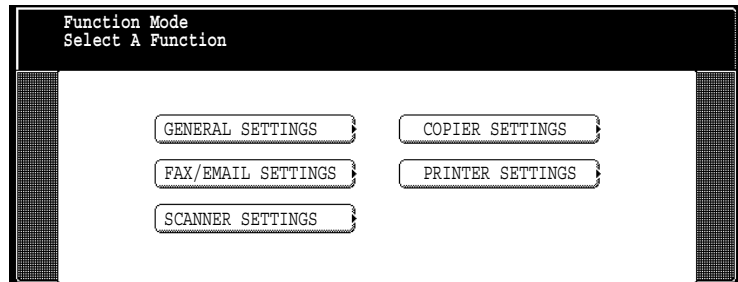 Function Mode
Select A Function
GENERAL SETTINGS
COPIER SETTINGS
FAX/EMAIL SETTINGS
PRINTER SETTINGS
SCANNER SETTINGS